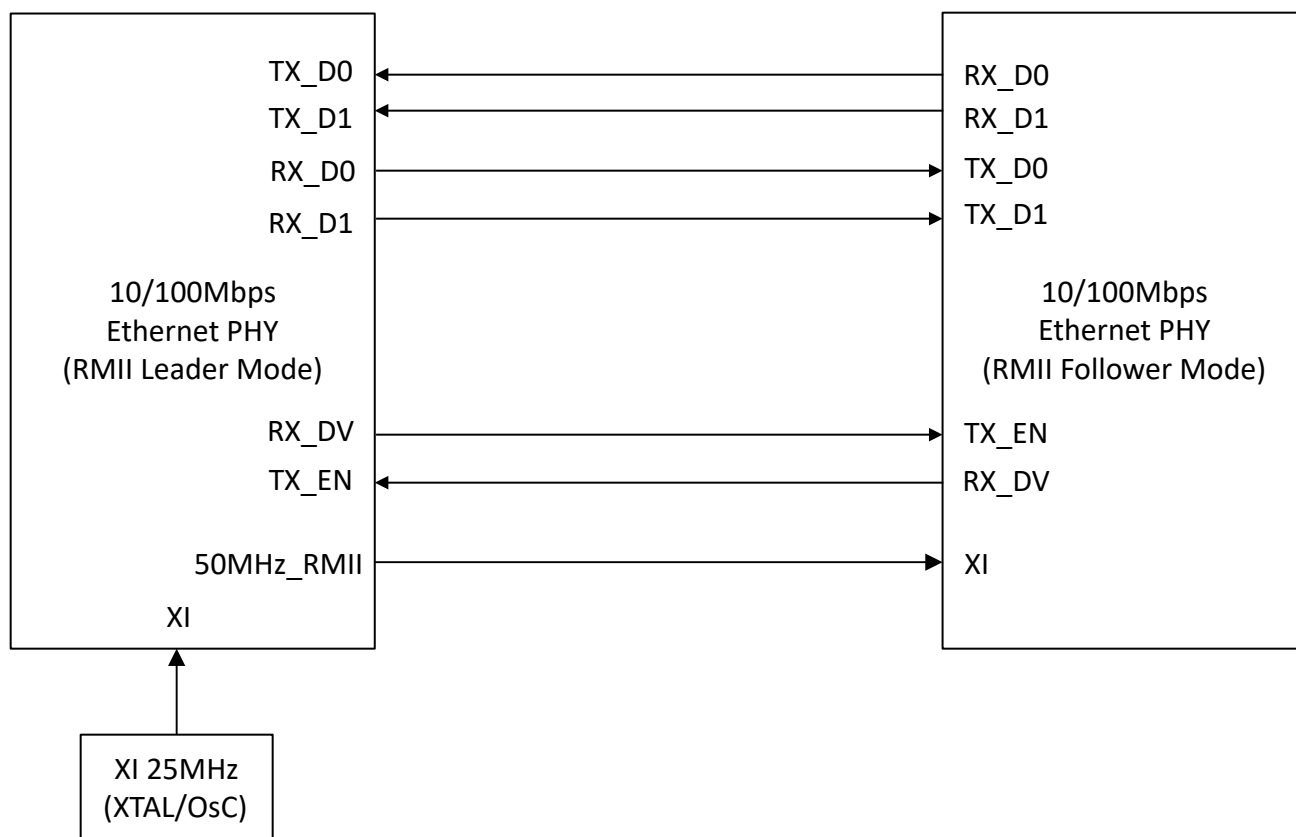 TX_D0
TX_D1
RX_D0
RX_D1
10/100Mbps
Ethernet PHY
(RMII Leader Mode)
RX_DV
TX_EN
50MHz_RMII
XI
XI 25MHz
(XTAL/OsC)
RX_D0
RX_D1
TX_D0
TX_D1
10/100Mbps
Ethernet PHY
(RMII Follower Mode)
TX_EN
RX_DV
XI